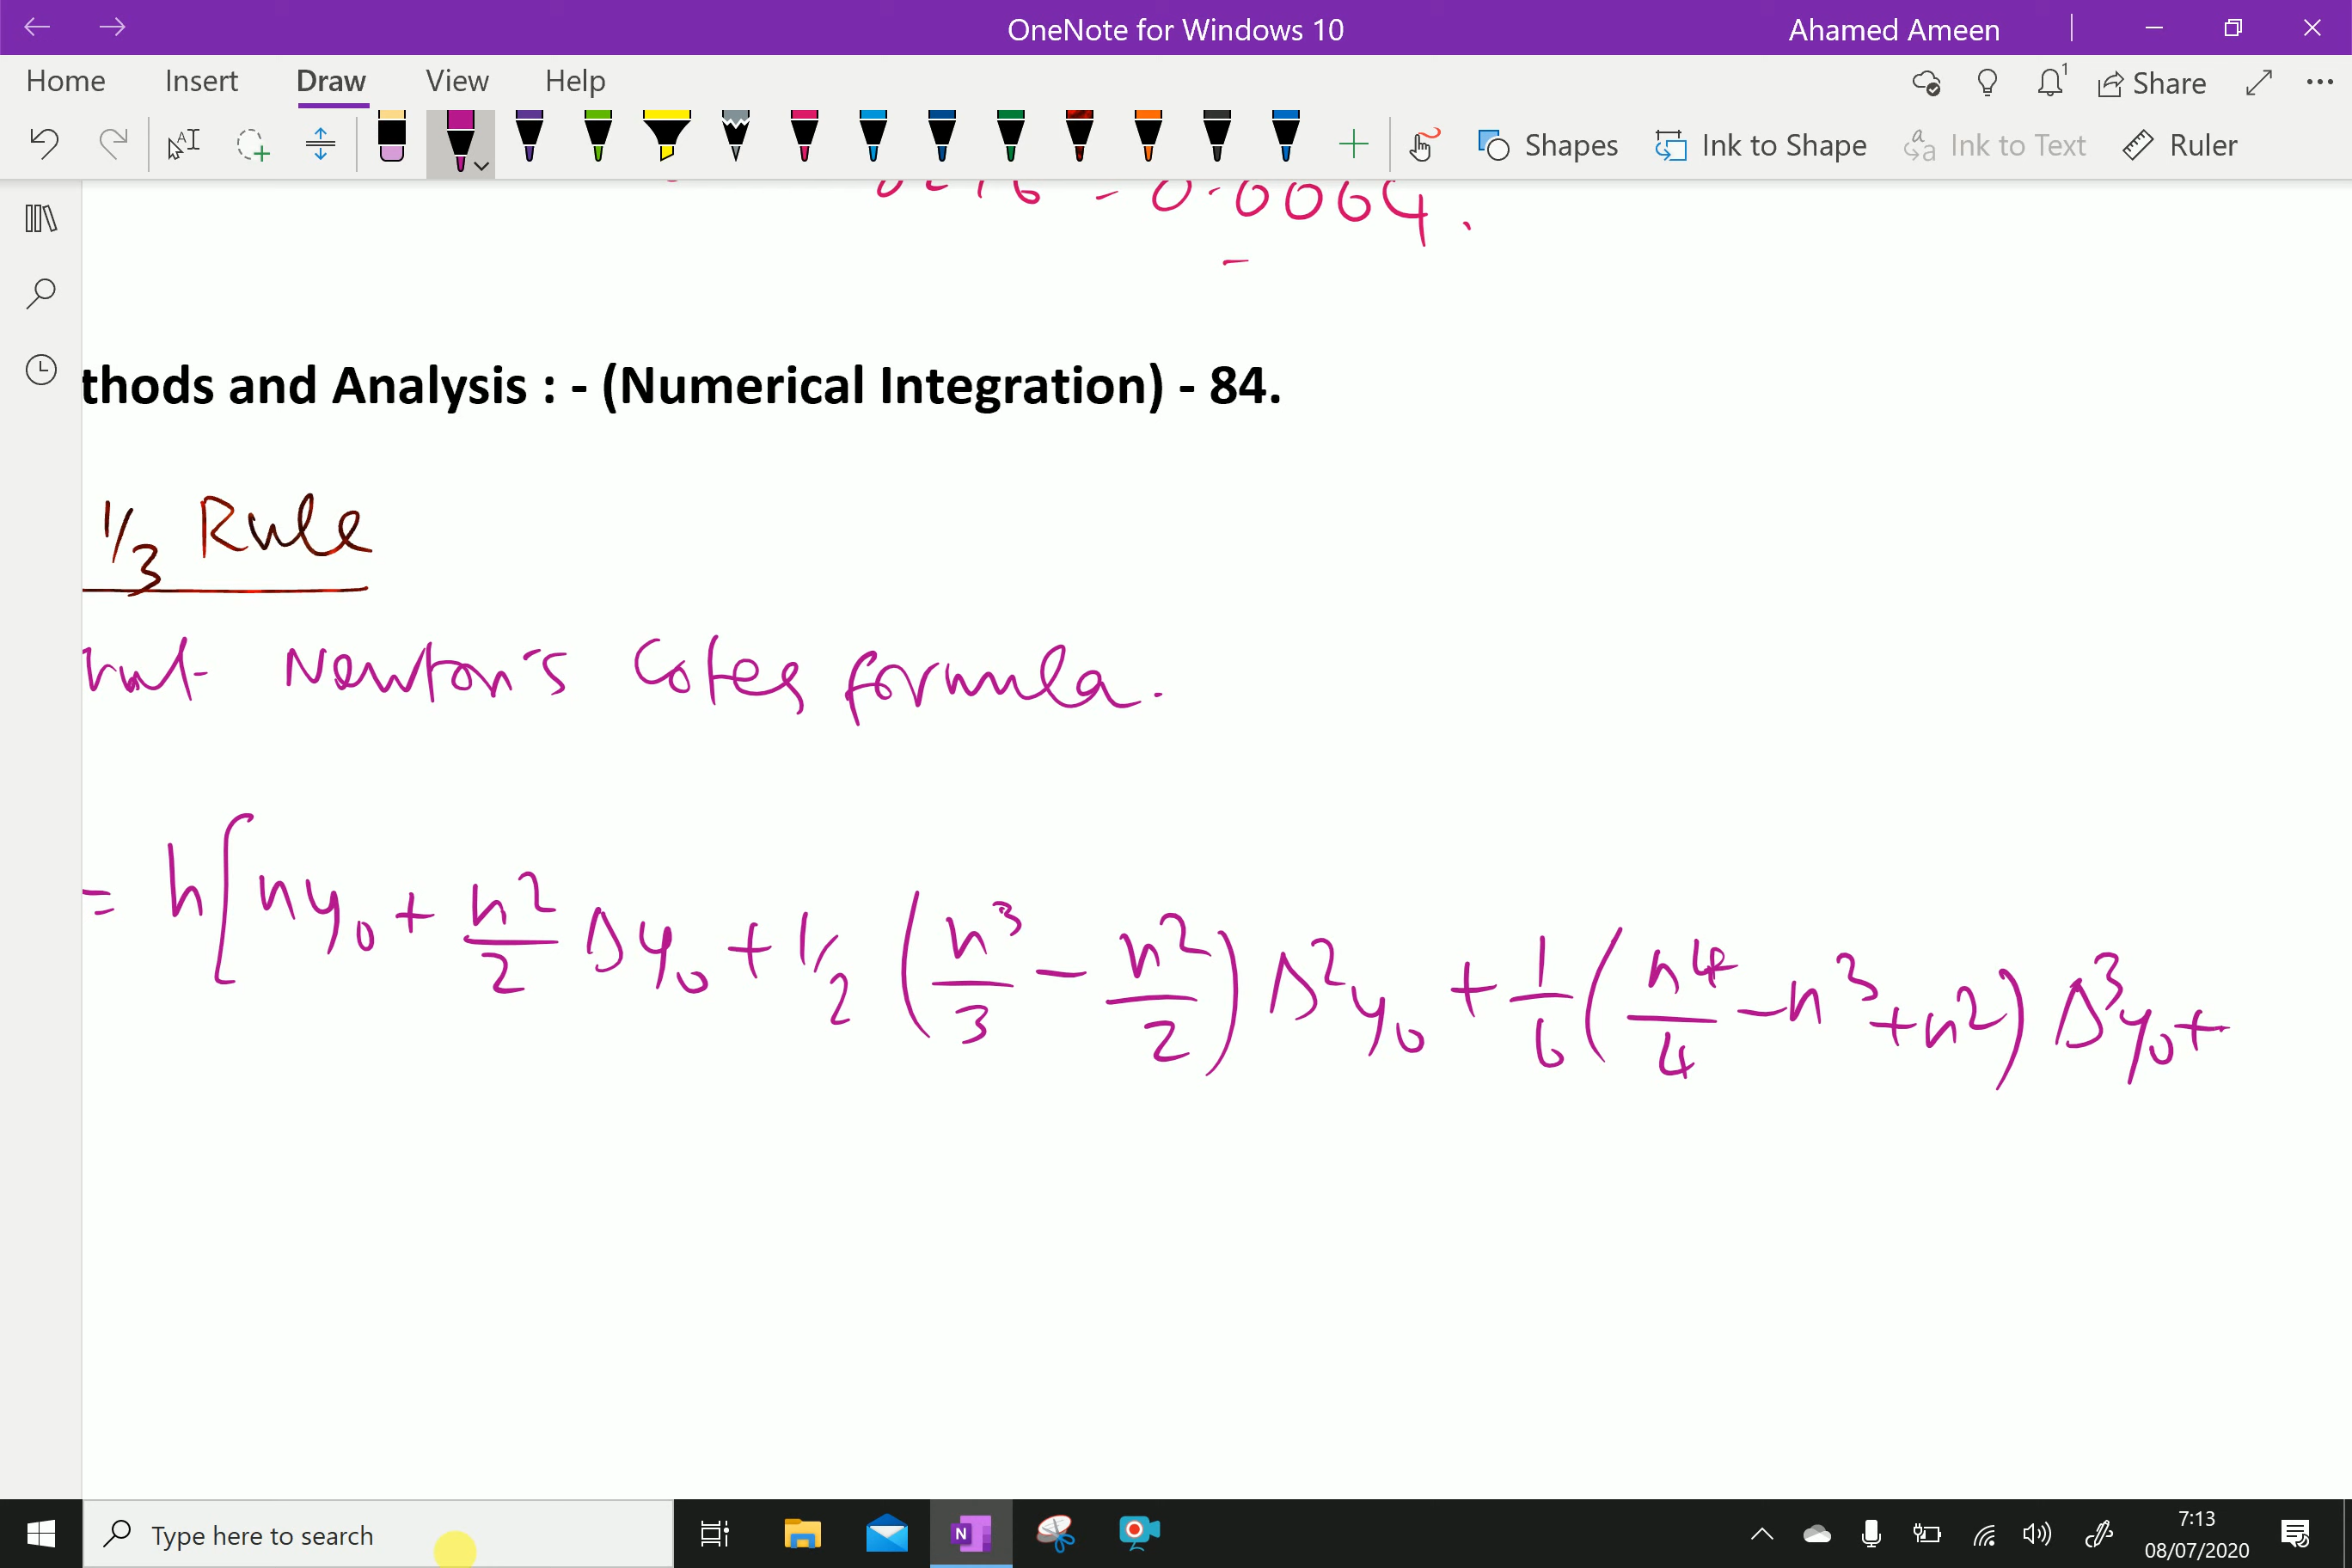 OneNote for Windows 10 Ahamed Ameen
Home Insert Draw View Help 1 Share
Shapes Ink to Shape Ink to Text Ruler
- 0.0064.
thods and Analysis : - (Numerical Integration) - 84.
1/3 Rule
Newton's Cotes formula.
= h[ny₀ + n²/2 Δy₀ + 1/2 (n³/3 - n²/2) Δ²y₀ + 1/6 (n⁴/4 - n³ + n²) Δ³y₀ +
Type here to search
7:13
08/07/2020